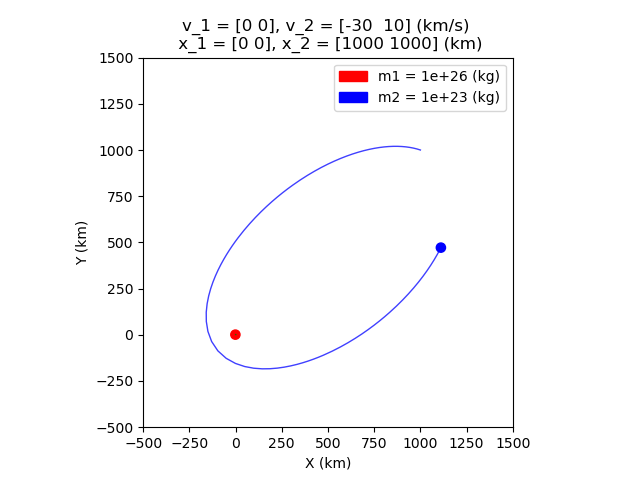 v_1 = [0 0], v_2 = [-30  10] (km/s)
x_1 = [0 0], x_2 = [1000 1000] (km)
m1 = 1e+26 (kg)
m2 = 1e+23 (kg)
1500
1250
1000
750
500
250
0
−250
−500
Y (km)
−500 −250 0 250 500 750 1000 1250 1500
X (km)